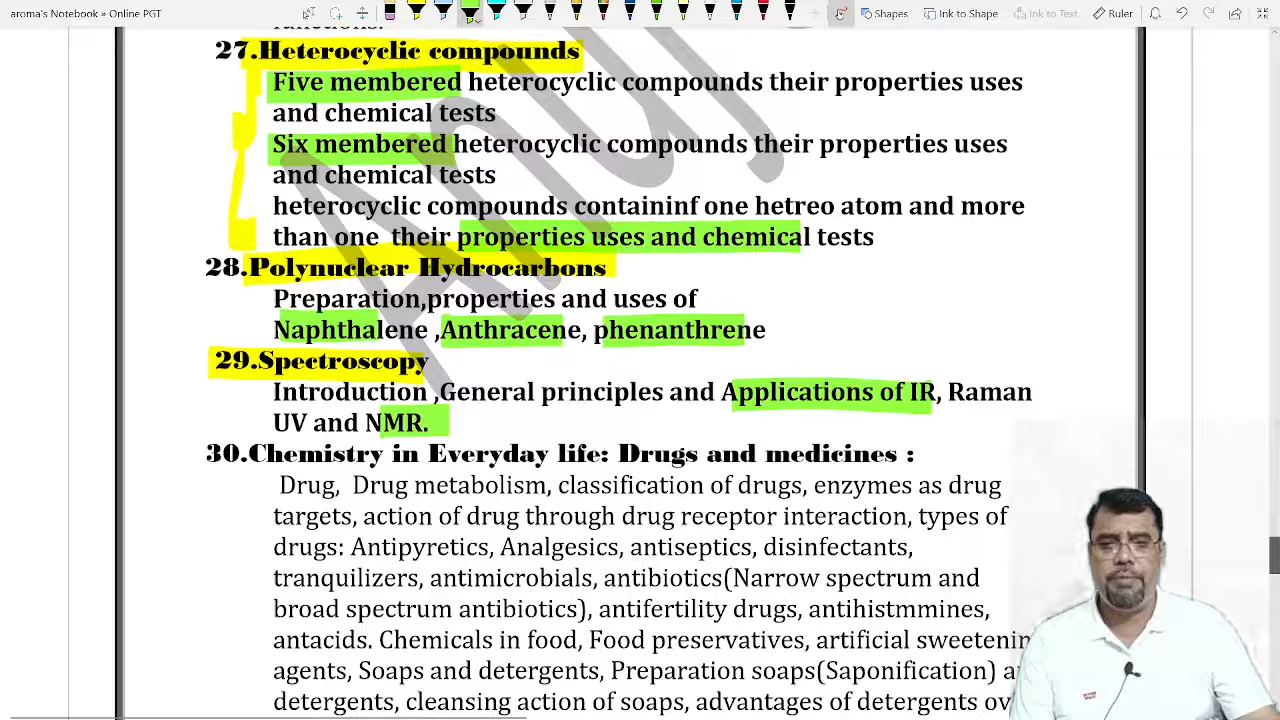 aroma's Notebook » Online PGT
Shapes Link to Shape Link to Text Ruler
functions.
27.Heterocyclic compounds
Five membered heterocyclic compounds their properties uses
and chemical tests
Six membered heterocyclic compounds their properties uses
and chemical tests
heterocyclic compounds containinf one hetreo atom and more
than one their properties uses and chemical tests
28.Polynuclear Hydrocarbons
Preparation,properties and uses of
Naphthalene ,Anthracene, phenanthrene
29.Spectroscopy
Introduction ,General principles and Applications of IR, Raman
UV and NMR.
30.Chemistry in Everyday life: Drugs and medicines :
Drug, Drug metabolism, classification of drugs, enzymes as drug
targets, action of drug through drug receptor interaction, types of
drugs: Antipyretics, Analgesics, antiseptics, disinfectants,
tranquilizers, antimicrobials, antibiotics(Narrow spectrum and
broad spectrum antibiotics), antifertility drugs, antihistmmines,
antacids. Chemicals in food, Food preservatives, artificial sweetenin
agents, Soaps and detergents, Preparation soaps(Saponification) a
detergents, cleansing action of soaps, advantages of detergents ov